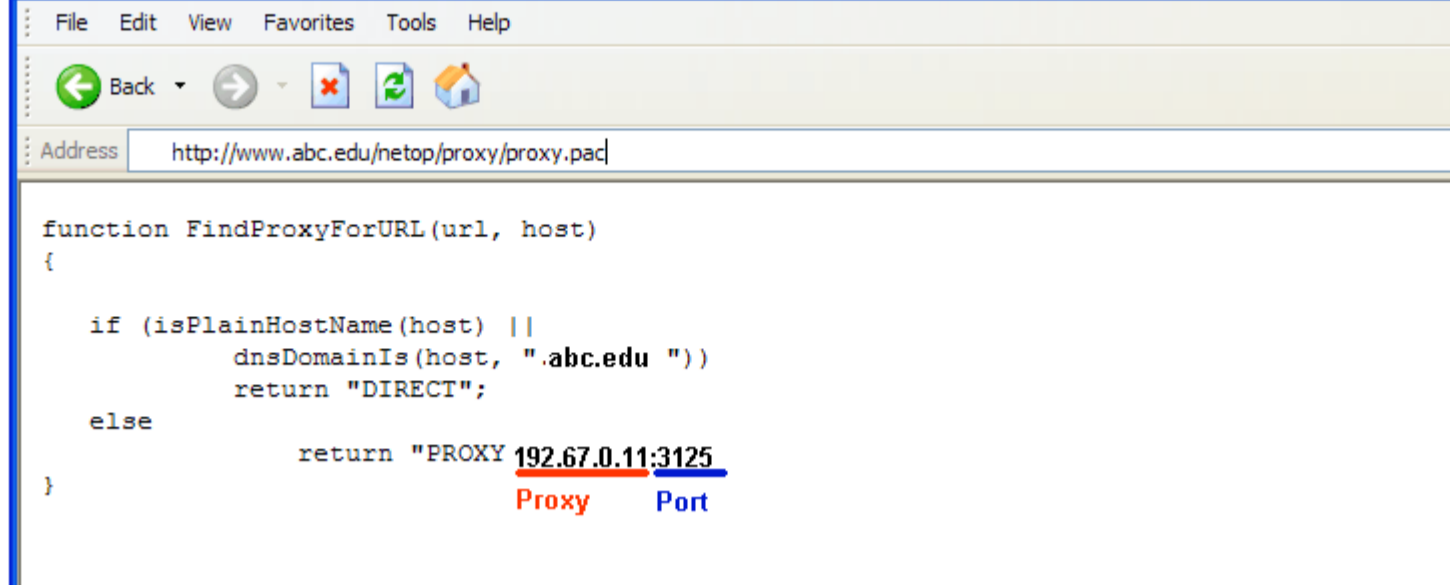 File Edit View Favorites Tools Help
Back
Address http://www.abc.edu/netop/proxy/proxy.pac
function FindProxyForURL(url, host)
{
if (isPlainHostName(host) ||
dnsDomainIs(host, ".abc.edu "))
return "DIRECT";
else
return "PROXY 192.67.0.11:3125
}
Proxy Port